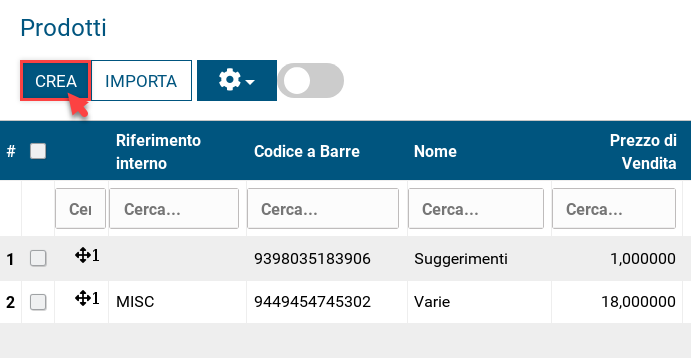 Prodotti
CREA IMPORTA
Riferimento
interno
# Codice a Barre Nome
Prezzo di
Vendita
Cer Cerca... Cerca... Cerca... Cerca...
1 1 9398035183906 Suggerimenti 1,000000
2 1 MISC 9449454745302 Varie 18,000000